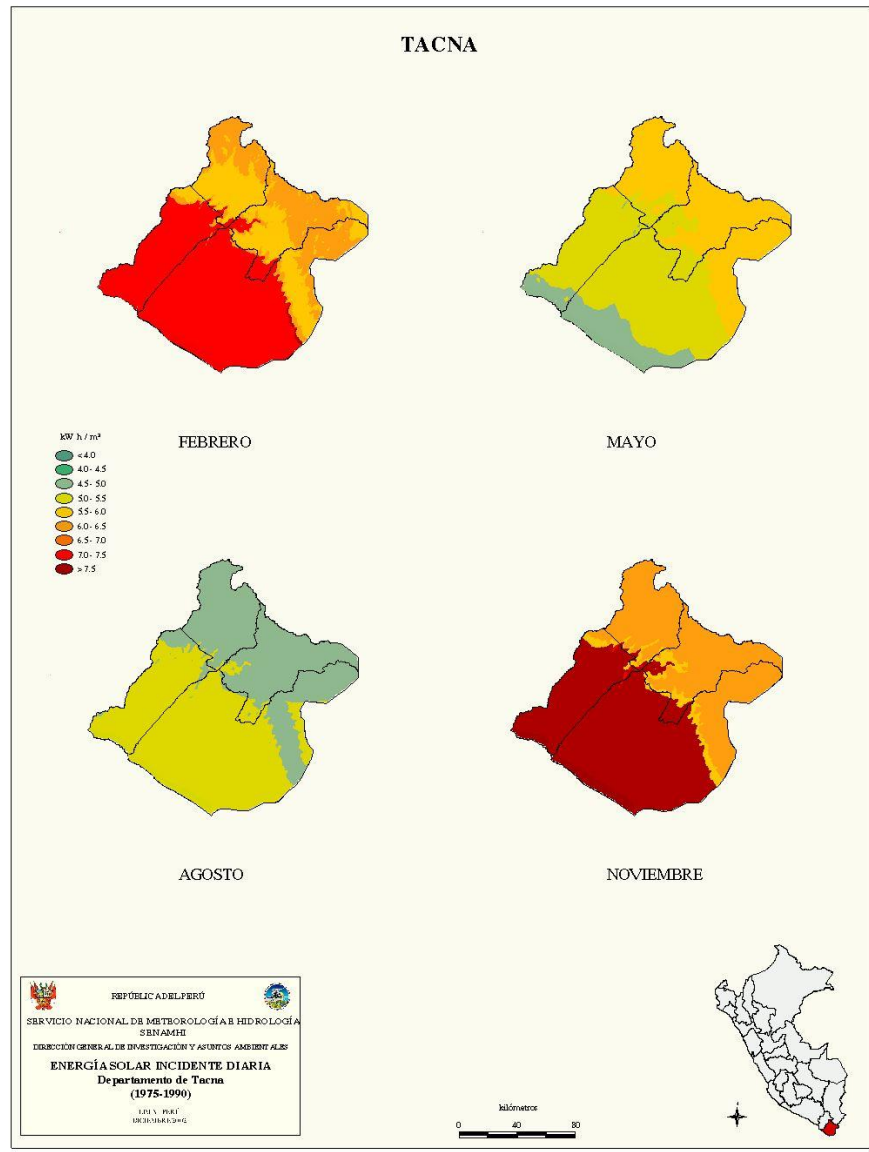 TACNA
FEBRERO
MAYO
kW h / m²
< 4.0
4.0 - 4.5
4.5 - 5.0
5.0 - 5.5
5.5 - 6.0
6.0 - 6.5
6.5 - 7.0
7.0 - 7.5
> 7.5
AGOSTO
NOVIEMBRE
REPÚBLICA DEL PERÚ
SERVICIO NACIONAL DE METEOROLOGÍA E HIDROLOGÍA
SENAMHI
DIRECCIÓN GENERAL DE INVESTIGACIÓN Y ASUNTOS AMBIENTALES
ENERGÍA SOLAR INCIDENTE DIARIA
Departamento de Tacna
(1975-1990)
PERÚ
kilómetros
0 40 80